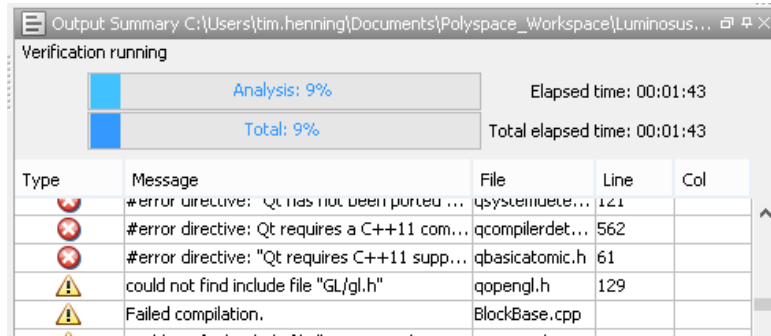 Output Summary C:\Users\tim.henning\Documents\Polyspace_Workspace\Luminosus...
Verification running
Analysis: 9% Elapsed time: 00:01:43
Total: 9% Total elapsed time: 00:01:43
Type Message File Line Col
#error directive: "Qt has not been ported ... qsystemdete... 121
#error directive: Qt requires a C++11 com... qcompilerdet... 562
#error directive: "Qt requires C++11 supp... qbasicatomic.h 61
could not find include file "GL/gl.h" qopengl.h 129
Failed compilation. BlockBase.cpp